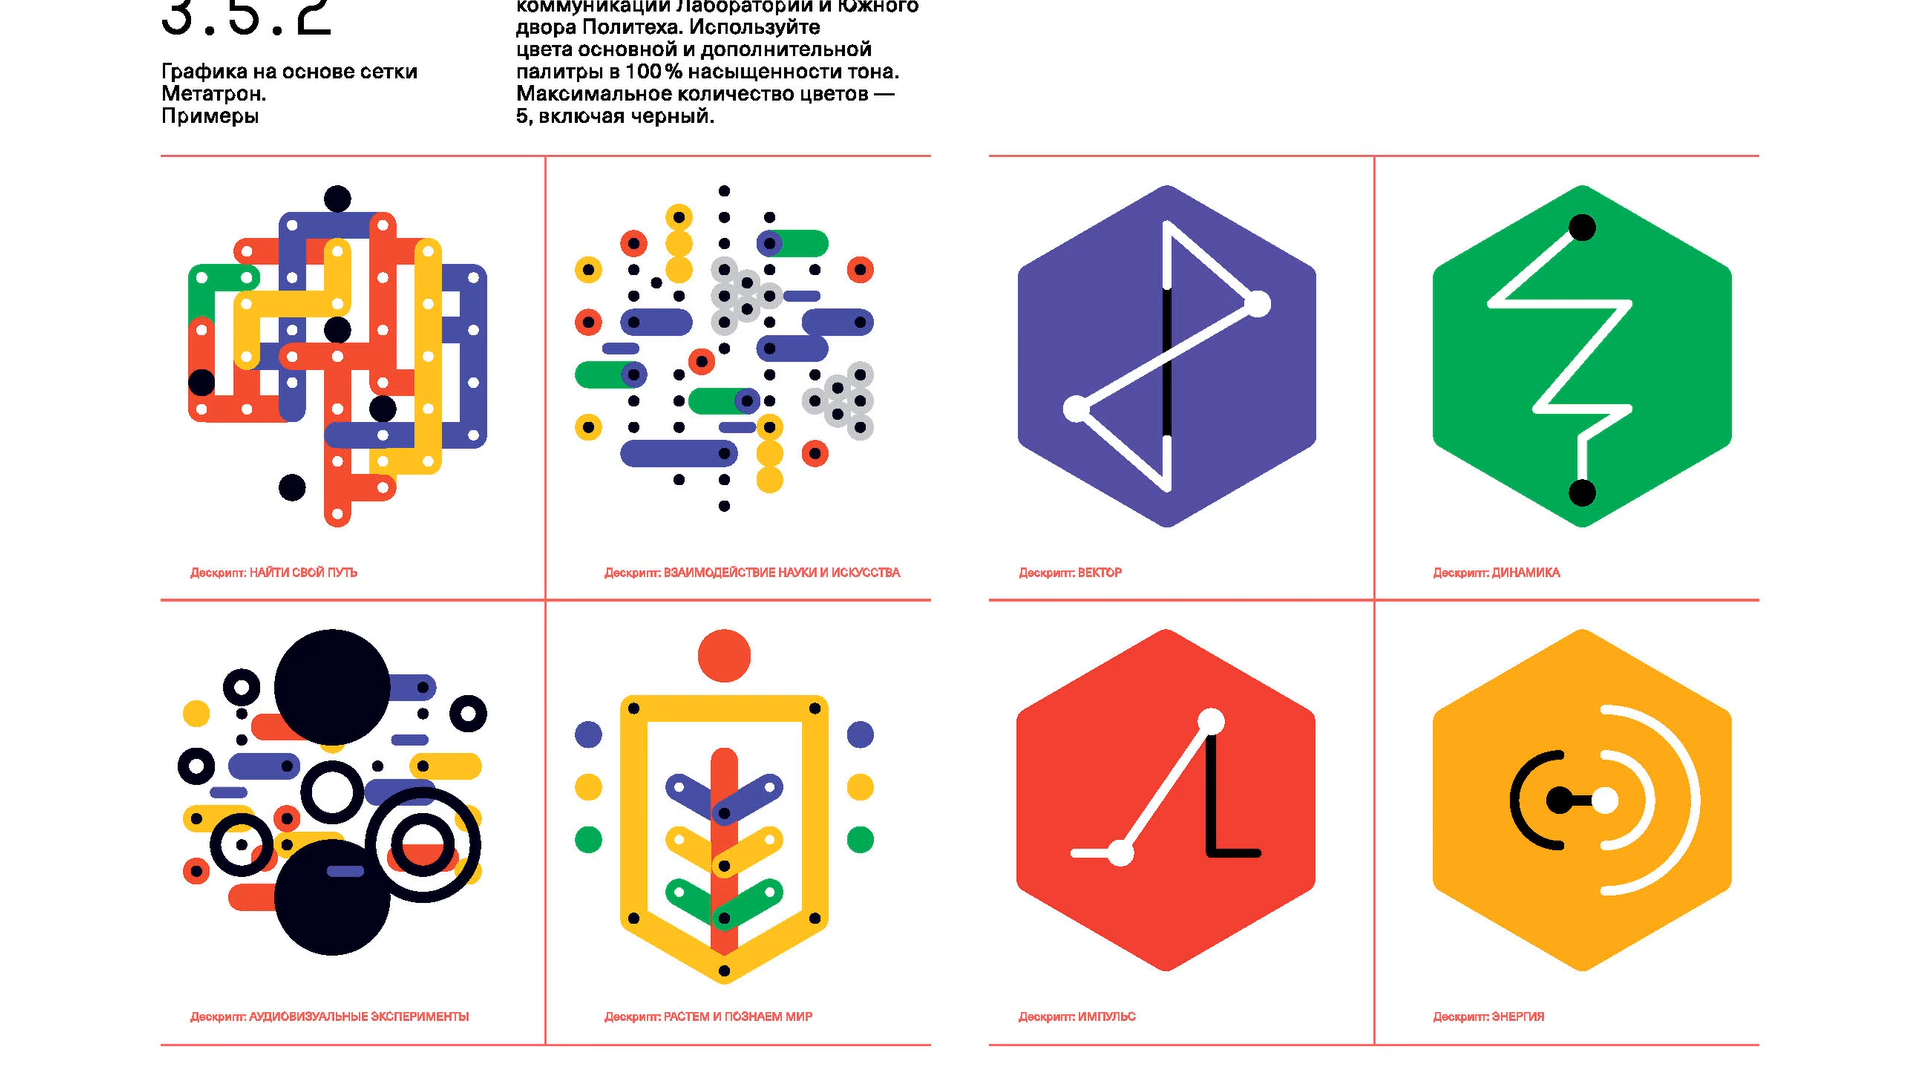 3.5.2
Графика на основе сетки
Метатрон.
Примеры
коммуникации Лаборатории и Южного
двора Политеха. Используйте
цвета основной и дополнительной
палитры в 100 % насыщенности тона.
Максимальное количество цветов —
5, включая черный.
Дескрипт: НАЙТИ СВОЙ ПУТЬ
Дескрипт: ВЗАИМОДЕЙСТВИЕ НАУКИ И ИСКУССТВА
Дескрипт: ВЕКТОР
Дескрипт: ДИНАМИКА
Дескрипт: АУДИОВИЗУАЛЬНЫЕ ЭКСПЕРИМЕНТЫ
Дескрипт: РАСТЕМ И ПОЗНАЕМ МИР
Дескрипт: ИМПУЛЬС
Дескрипт: ЭНЕРГИЯ